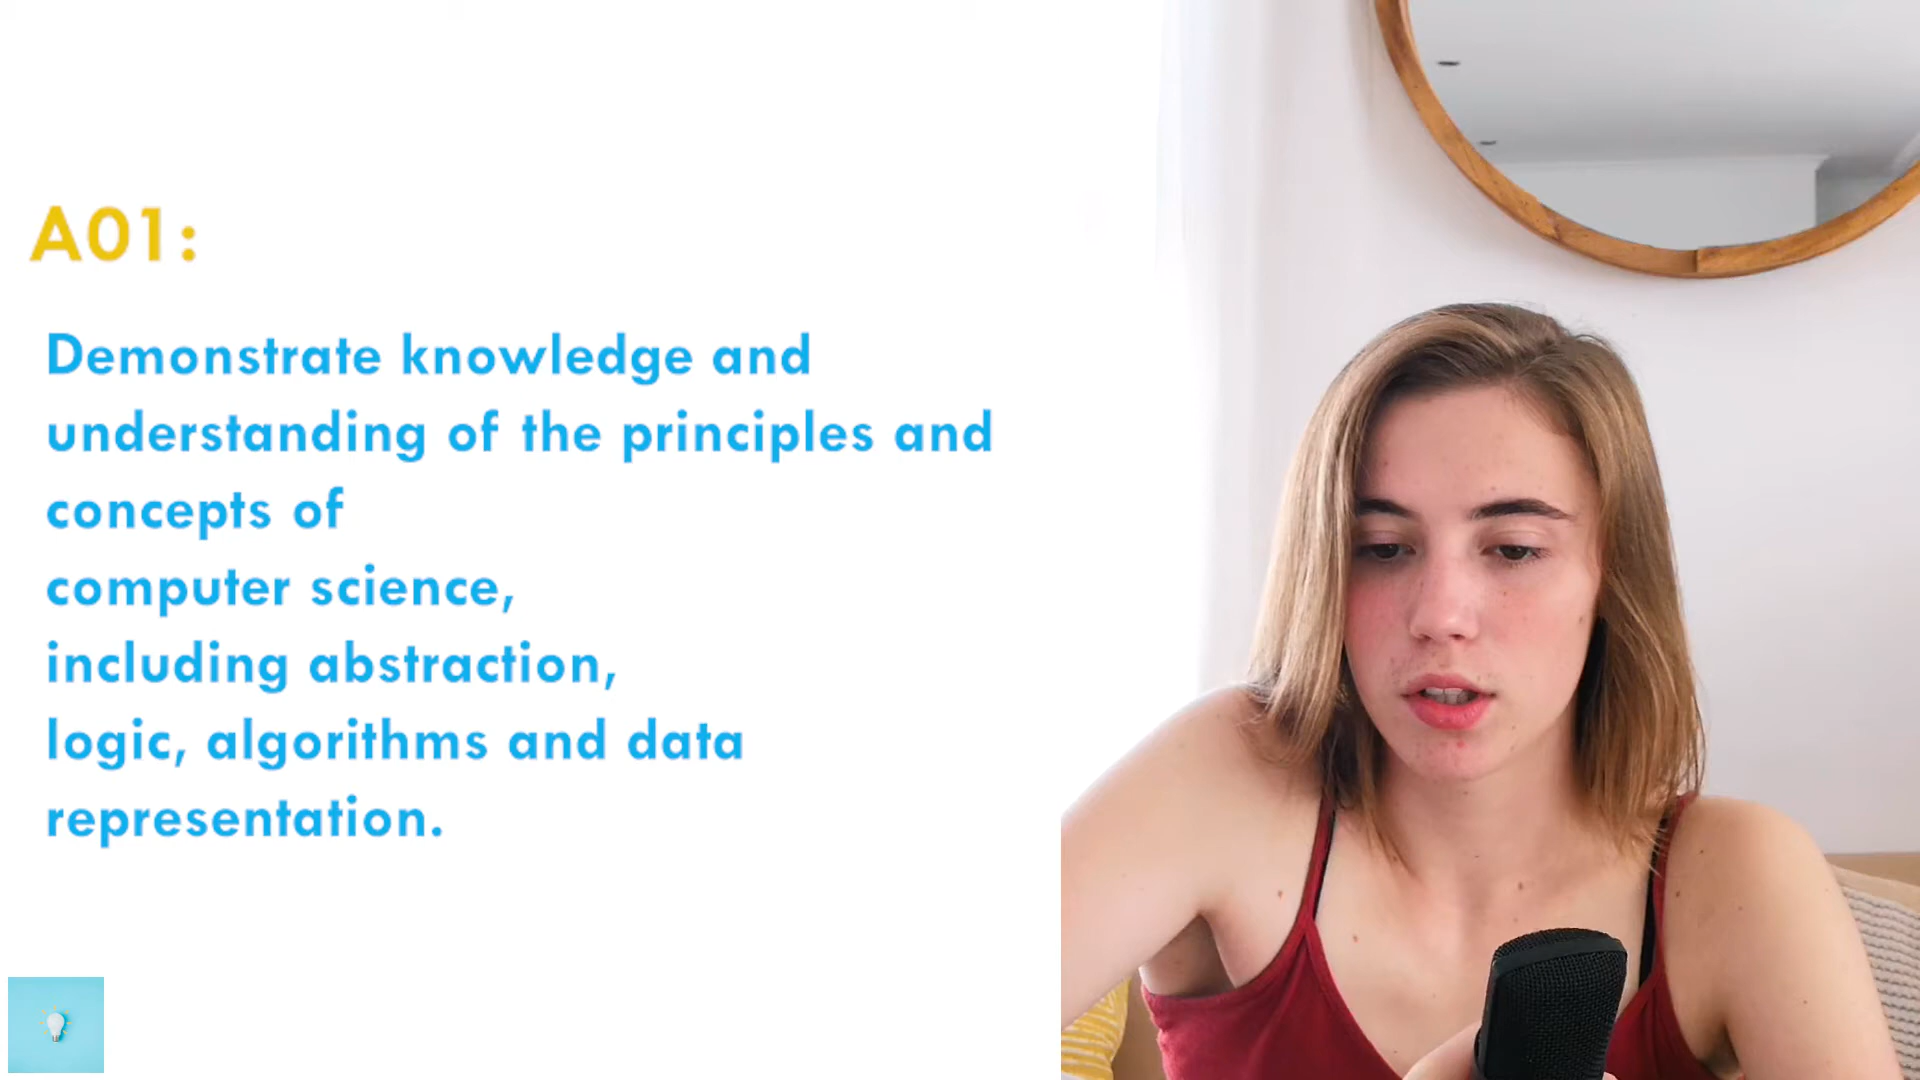 A01:
Demonstrate knowledge and
understanding of the principles and
concepts of
computer science,
including abstraction,
logic, algorithms and data
representation.